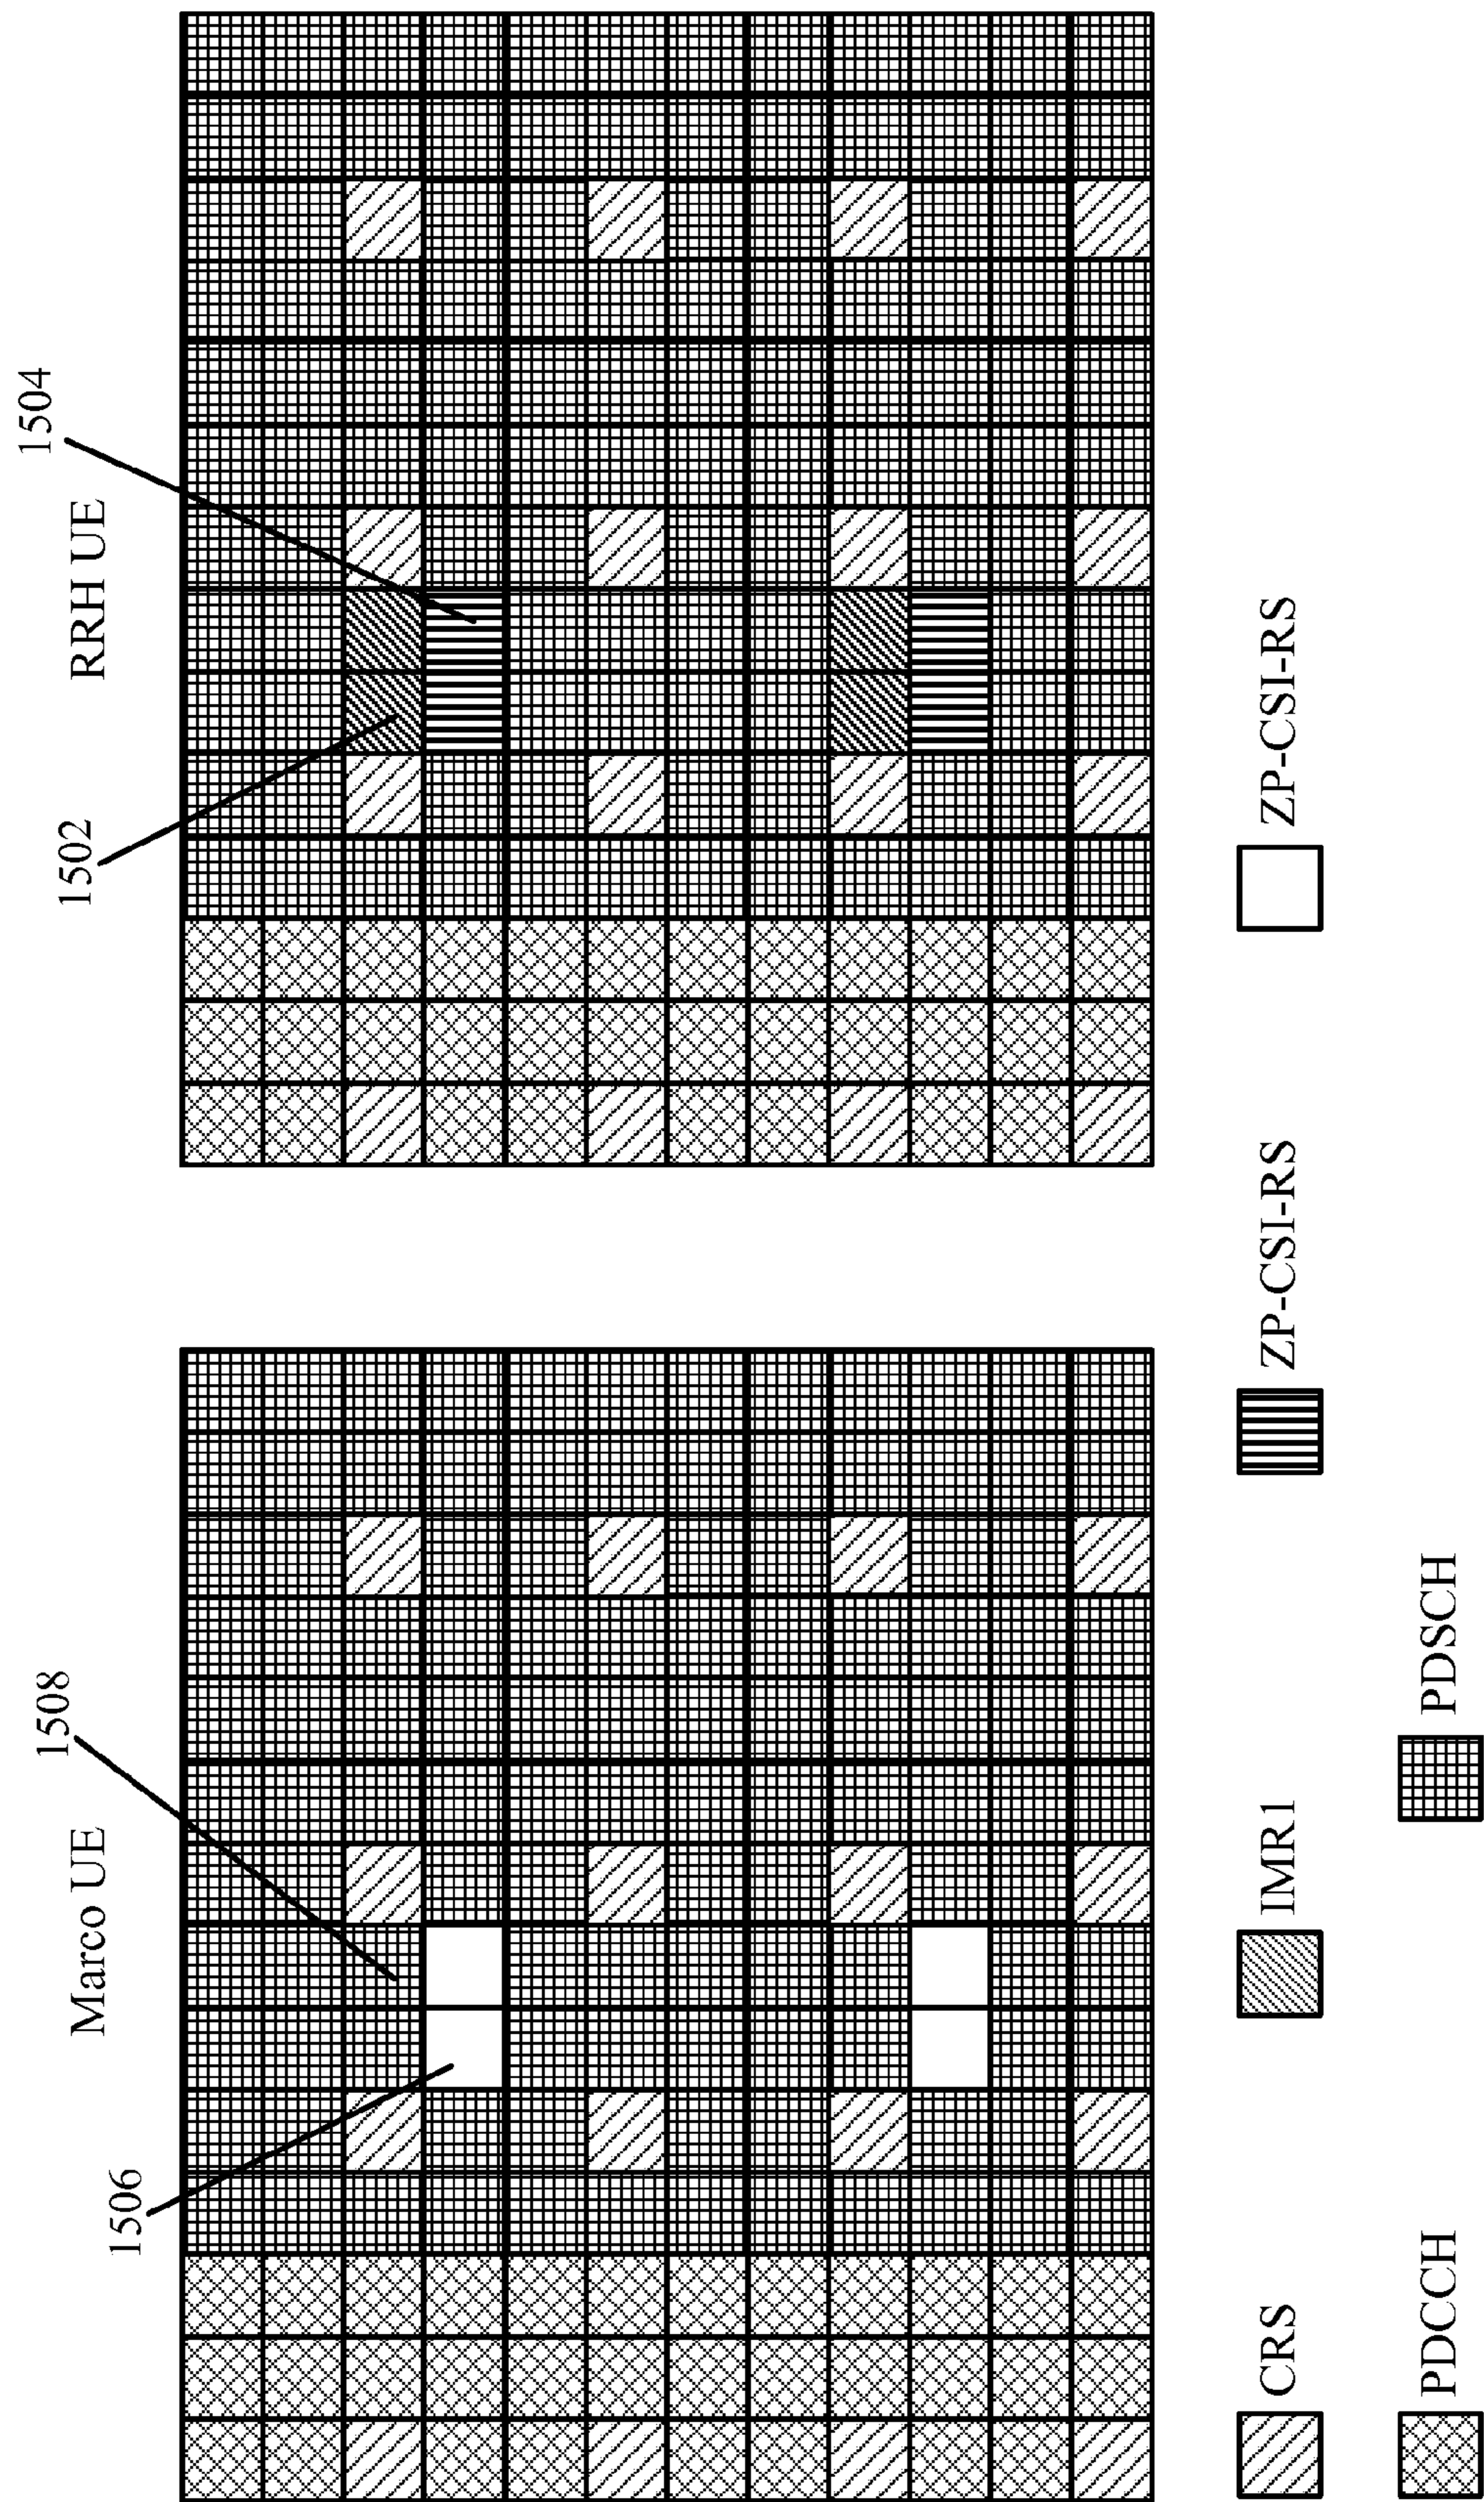 Marco UE
RRH UE
1506
1508
1502
1504
CRS
IMR1
ZP-CSI-RS
ZP-CSI-RS
PDCCH
PDSCH